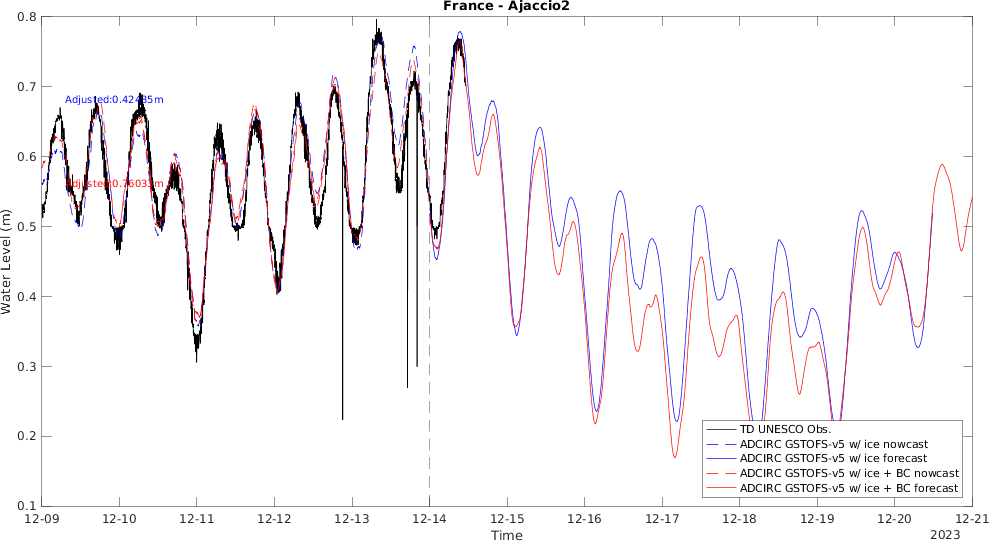 France - Ajaccio2
0.8
0.7
0.6
0.5
0.4
0.3
0.2
0.1
Water Level (m)
Adjusted:0.42435m
Adjusted:0.76035m
TD UNESCO Obs.
ADCIRC GSTOFS-v5 w/ ice nowcast
ADCIRC GSTOFS-v5 w/ ice forecast
ADCIRC GSTOFS-v5 w/ ice + BC nowcast
ADCIRC GSTOFS-v5 w/ ice + BC forecast
12-09 12-10 12-11 12-12 12-13 12-14 12-15 12-16 12-17 12-18 12-19 12-20 12-21
Time
2023